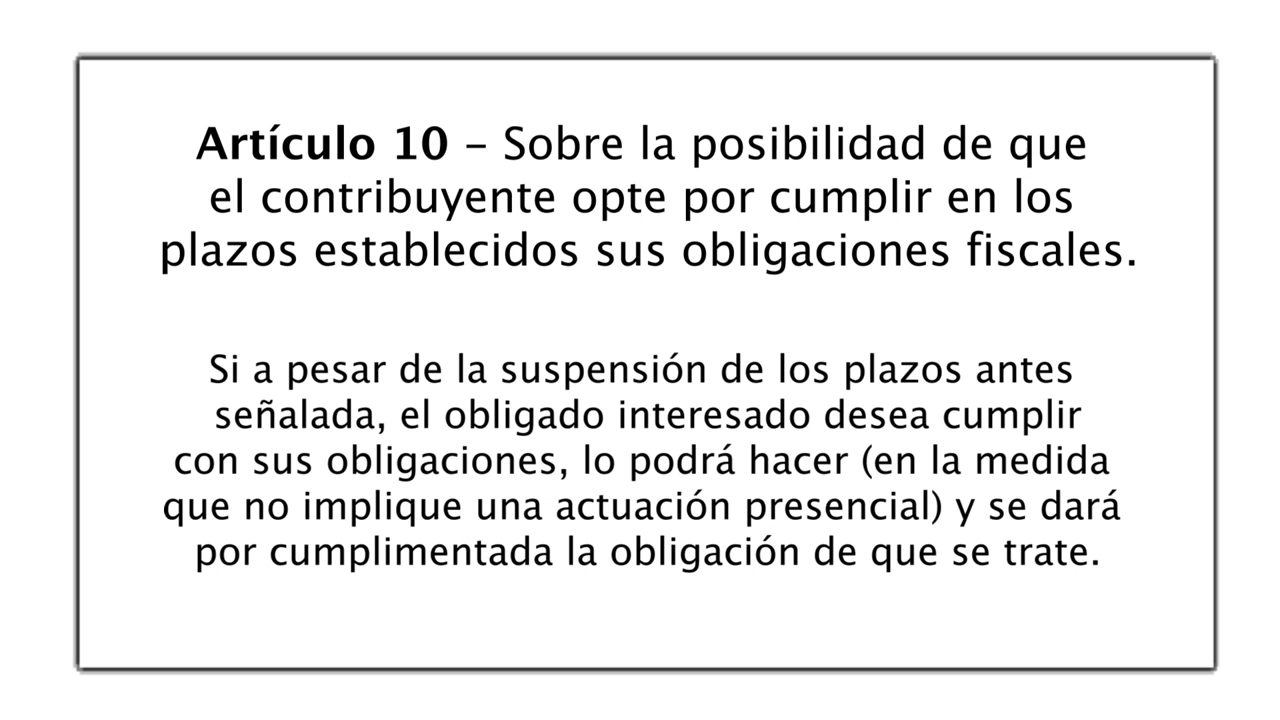 Artículo 10 – Sobre la posibilidad de que
el contribuyente opte por cumplir en los
plazos establecidos sus obligaciones fiscales.
Si a pesar de la suspensión de los plazos antes
señalada, el obligado interesado desea cumplir
con sus obligaciones, lo podrá hacer (en la medida
que no implique una actuación presencial) y se dará
por cumplimentada la obligación de que se trate.